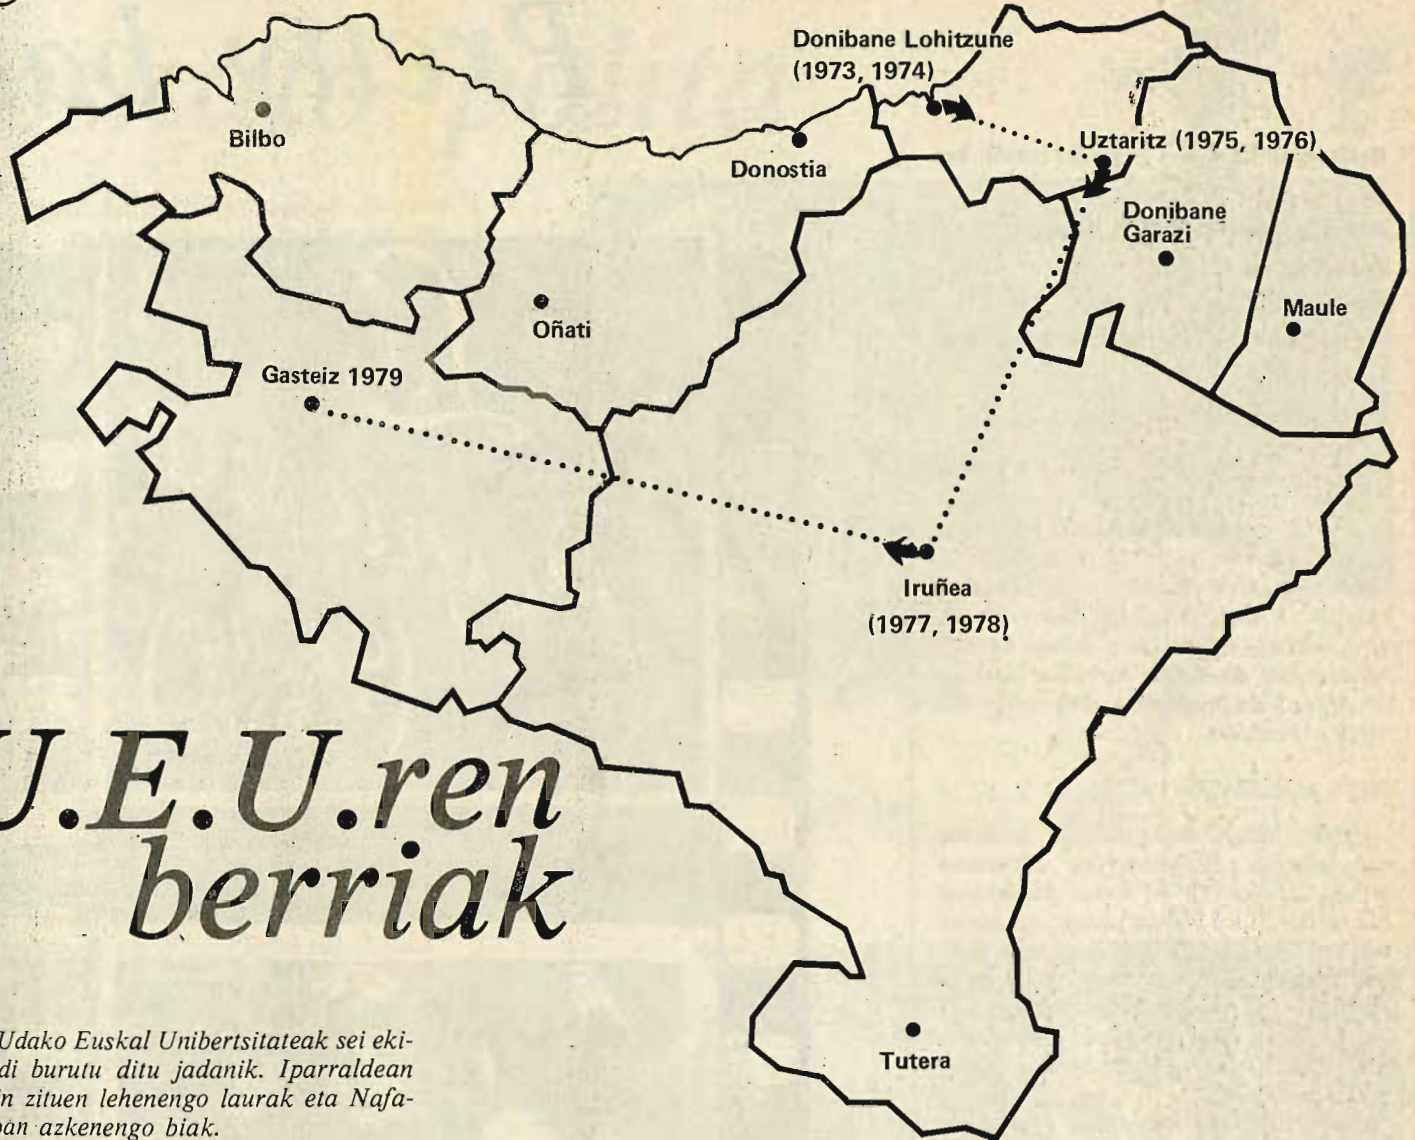 Donibane Lohitzune
(1973, 1974)
Bilbo
Donostia
Uztaritz (1975, 1976)
Donibane
Garazi
Oñati
Maule
Gasteiz 1979
Iruñea
(1977, 1978)
U.E.U.ren
berriak
Udako Euskal Unibertsitateak sei eki-
di burutu ditu jadanik. Iparraldean
zituen lehenengo laurak eta Nafa-
azkenengo biak.
Tutera